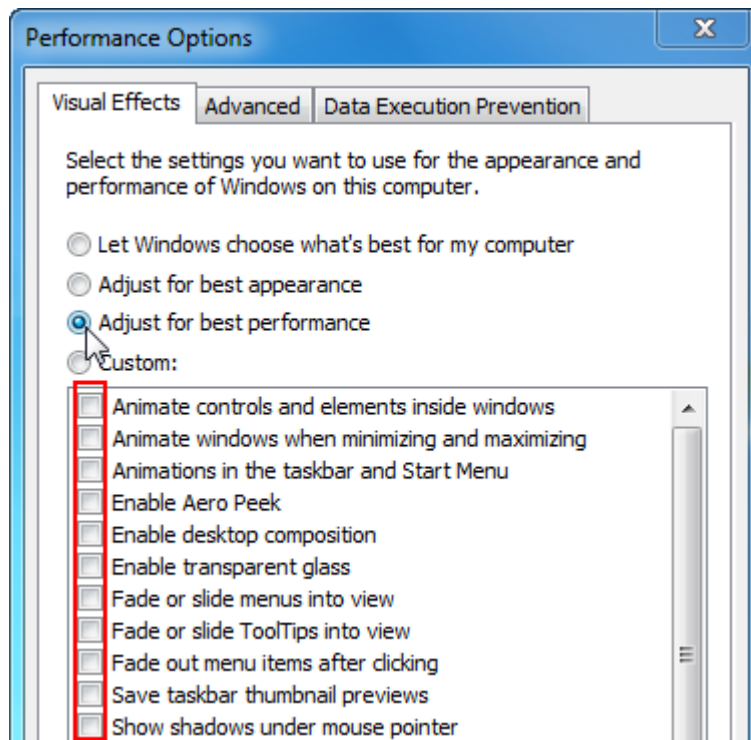 Performance Options
Visual Effects
Advanced
Data Execution Prevention
Select the settings you want to use for the appearance and
performance of Windows on this computer.
Let Windows choose what's best for my computer
Adjust for best appearance
Adjust for best performance
Custom:
Animate controls and elements inside windows
Animate windows when minimizing and maximizing
Animations in the taskbar and Start Menu
Enable Aero Peek
Enable desktop composition
Enable transparent glass
Fade or slide menus into view
Fade or slide ToolTips into view
Fade out menu items after clicking
Save taskbar thumbnail previews
Show shadows under mouse pointer